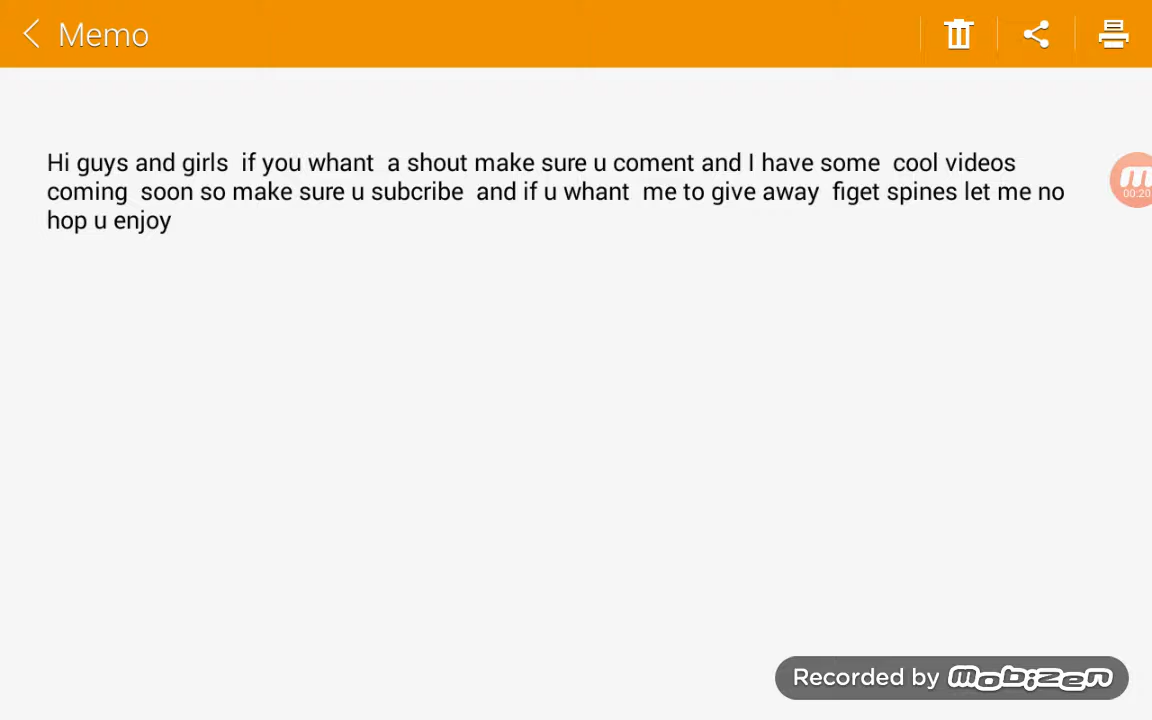 Memo
Hi guys and girls  if you whant  a shout make sure u coment and I have some  cool videos
coming  soon so make sure u subcribe  and if u whant  me to give away  figet spines let me no
hop u enjoy
00:20
Recorded by mobizen